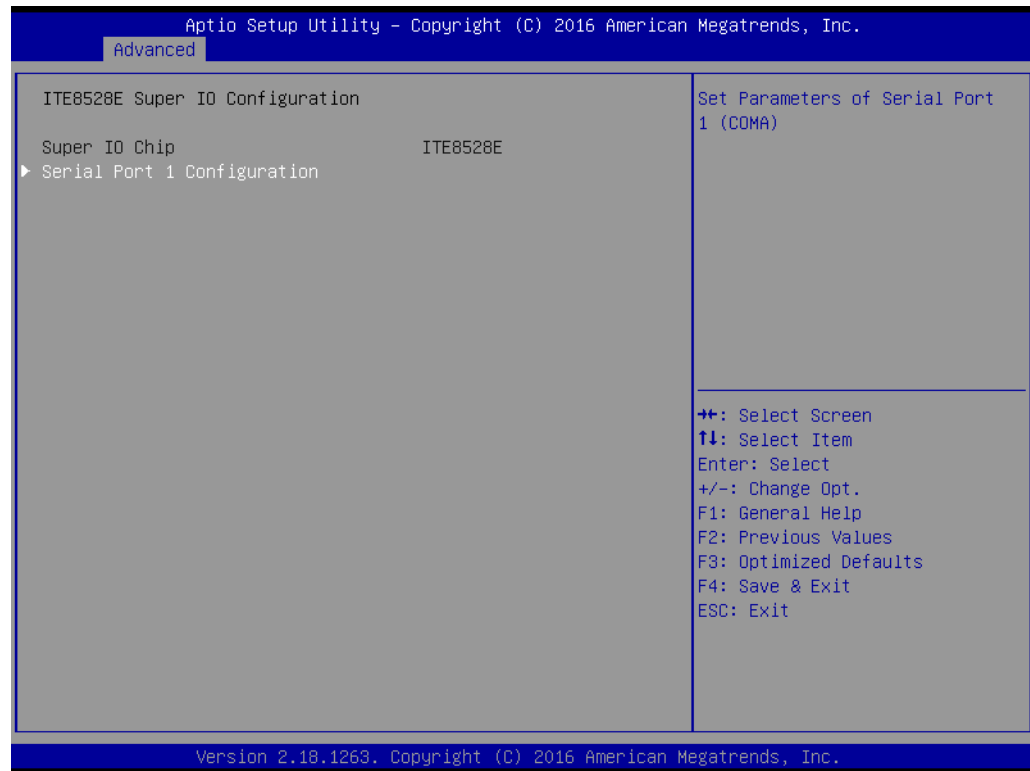 Aptio Setup Utility – Copyright (C) 2016 American Megatrends, Inc.
Advanced
ITE8528E Super IO Configuration
Super IO Chip ITE8528E
▶ Serial Port 1 Configuration
Set Parameters of Serial Port
1 (COMA)
→←: Select Screen
↑↓: Select Item
Enter: Select
+/-: Change Opt.
F1: General Help
F2: Previous Values
F3: Optimized Defaults
F4: Save & Exit
ESC: Exit
Version 2.18.1263. Copyright (C) 2016 American Megatrends, Inc.